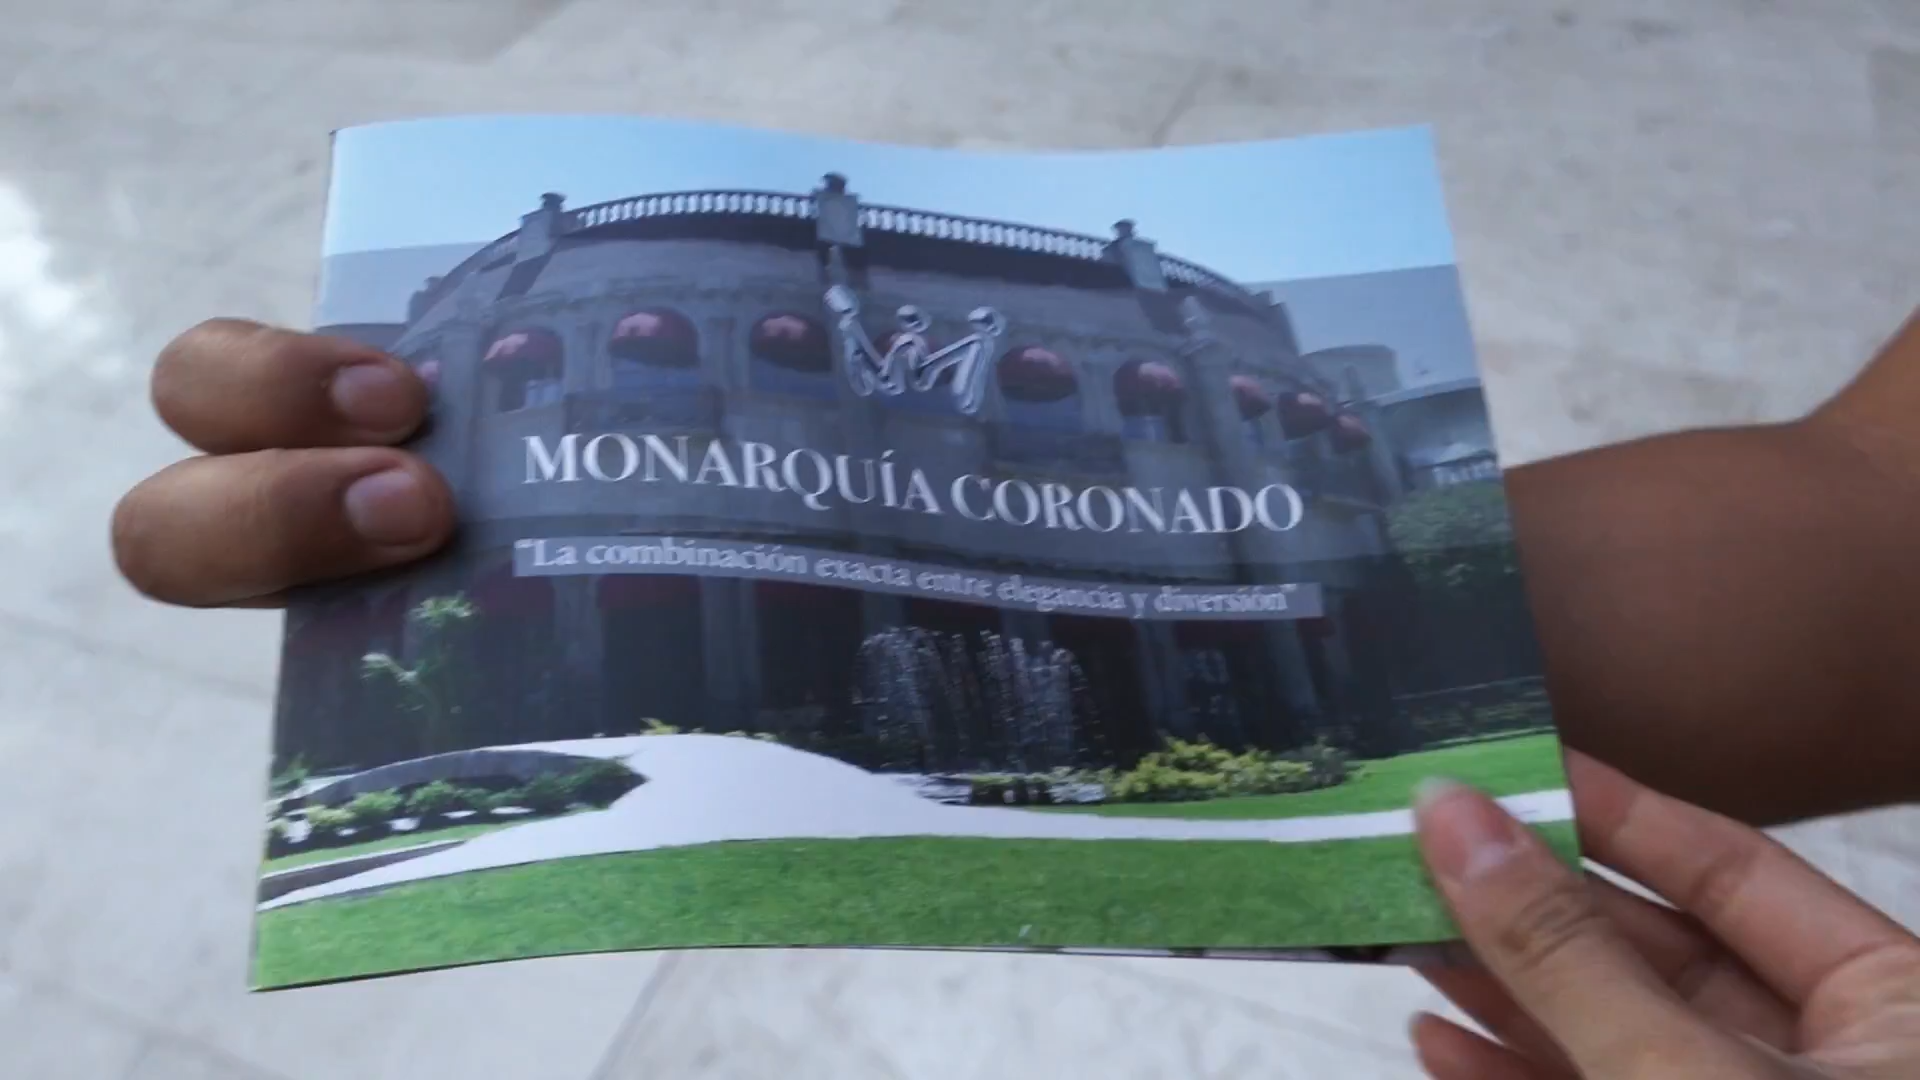 MONARQUÍA CORONADO
“La combinación exacta entre elegancia y diversión”